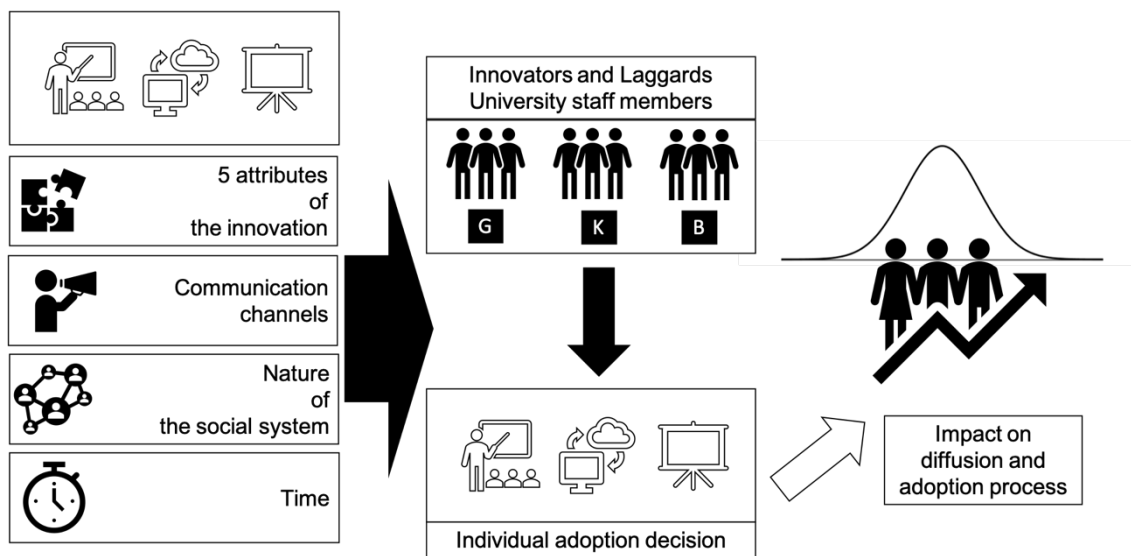 5 attributes
of
the innovation
Communication
channels
Nature
of
the social system
Time
Innovators and Laggards
University staff members
G
K
B
Individual adoption decision
Impact on
diffusion and
adoption process